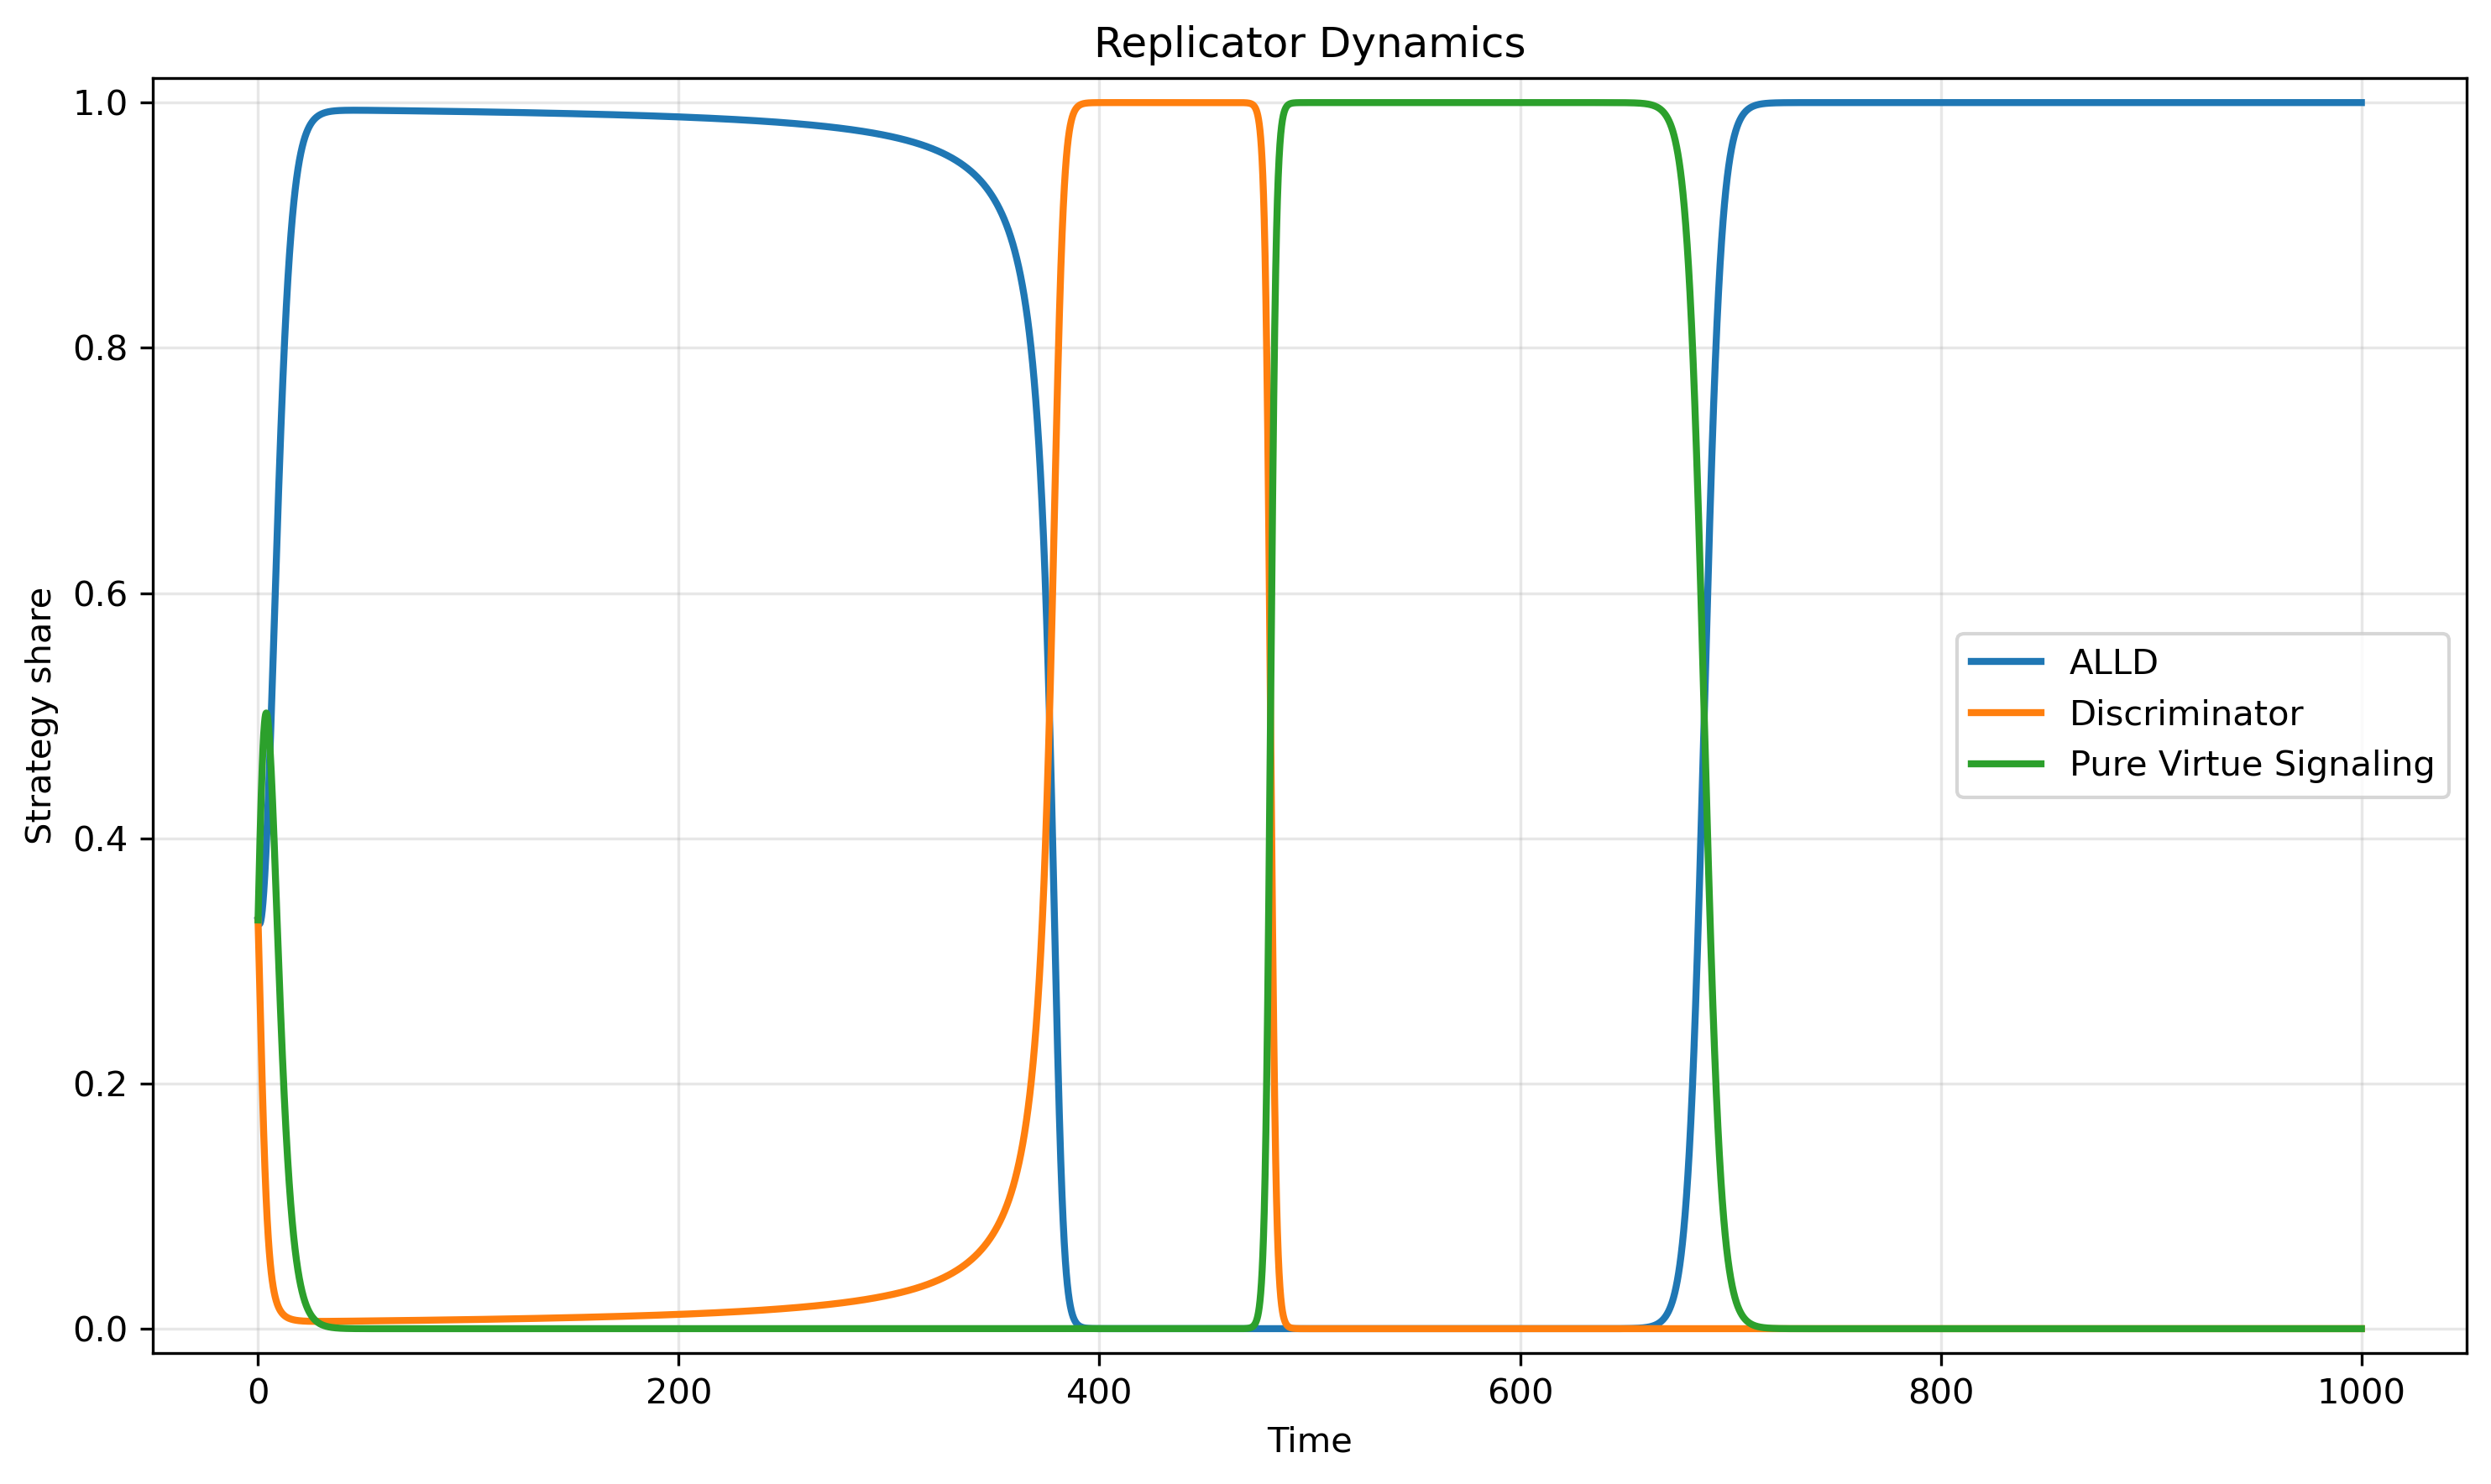 Replicator Dynamics
1.0
0.8
0.6
0.4
0.2
0.0
Strategy share
ALLD
Discriminator
Pure Virtue Signaling
0 200 400 600 800 1000
Time